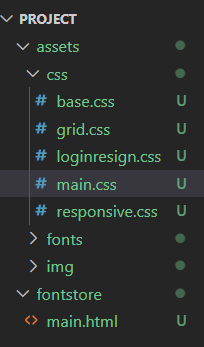 PROJECT
assets
css
# base.css U
# grid.css U
# loginresign.css U
# main.css U
# responsive.css U
fonts
img
fontstore
<> main.html U